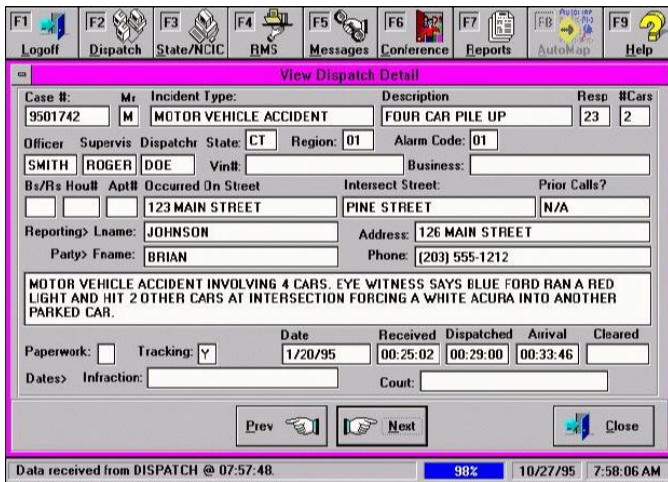 F1 F2 F3 F4 F5 F6 F7 F8 F9
Logoff Dispatch State/NCIC RMS Messages Conference Reports AutoMap Help
View Dispatch Detail
Case #: Mr Incident Type: Description Resp #Cars
9501742 M MOTOR VEHICLE ACCIDENT FOUR CAR PILE UP 23 2
Officer Supervis Dispatchr State: CT Region: 01 Alarm Code: 01
SMITH ROGER DOE Vin#: Business:
Bs/Rs Hou# Apt# Occurred On Street Intersect Street: Prior Calls?
123 MAIN STREET PINE STREET N/A
Reporting> Lname: JOHNSON Address: 126 MAIN STREET
Party> Fname: BRIAN Phone: (203) 555-1212
MOTOR VEHICLE ACCIDENT INVOLVING 4 CARS. EYE WITNESS SAYS BLUE FORD RAN A RED
LIGHT AND HIT 2 OTHER CARS AT INTERSECTION FORCING A WHITE ACURA INTO ANOTHER
PARKED CAR.
Date Received Dispatched Arrival Cleared
Paperwork: Tracking: Y 1/20/95 00:25:02 00:29:00 00:33:46
Dates> Infraction: Court:
Prev Next Close
Data received from DISPATCH @ 07:57:48. 98% 10/27/95 7:58:06 AM